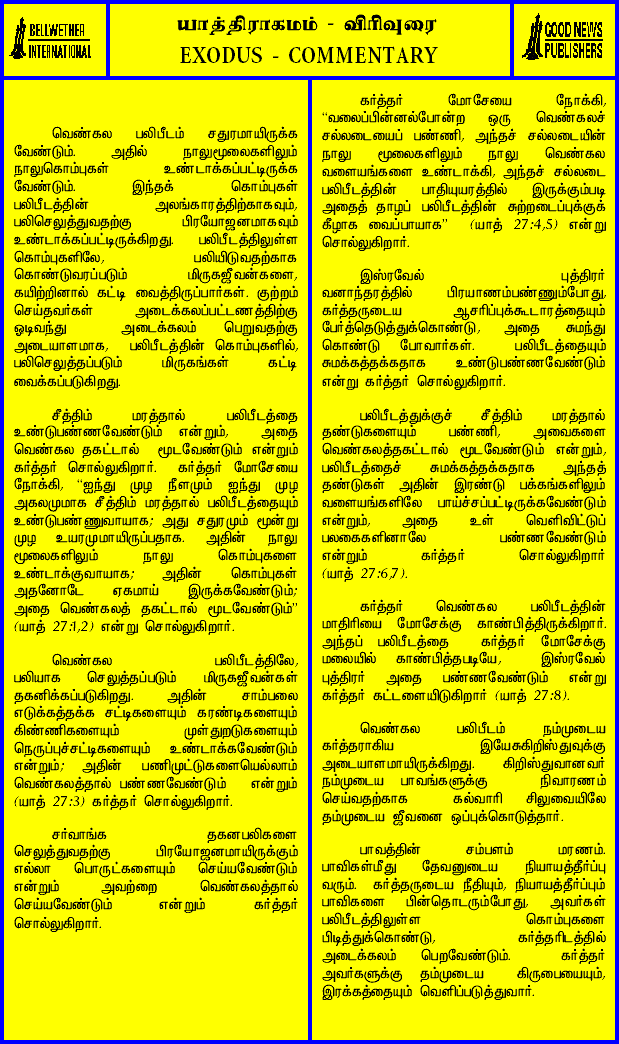 BELLWETHER
INTERNATIONAL
யாத்திராகமம் - விரிவுரை
EXODUS - COMMENTARY
GOOD NEWS
PUBLISHERS
வெண்கல பலிபீடம் சதுரமாயிருக்க
வேண்டும். அதில் நாலுமூலைகளிலும்
நாலுகொம்புகள் உண்டாக்கப்பட்டிருக்க
வேண்டும். இந்தக் கொம்புகள்
பலிபீடத்தின் அலங்காரத்திற்காகவும்,
பலிசெலுத்துவதற்கு பிரயோஜனமாகவும்
உண்டாக்கப்பட்டிருக்கிறது. பலிபீடத்திலுள்ள
கொம்புகளிலே, பலியிடுவதற்காக
கொண்டுவரப்படும் மிருகஜீவன்களை,
கயிற்றினால் கட்டி வைத்திருப்பார்கள். குற்றம்
செய்தவர்கள் அடைக்கலப்பட்டணத்திற்கு
ஓடிவந்து அடைக்கலம் பெறுவதற்கு
அடையாளமாக, பலிபீடத்தின் கொம்புகளில்,
பலிசெலுத்தப்படும் மிருகங்கள் கட்டி
வைக்கப்படுகிறது.
சீத்திம் மரத்தால் பலிபீடத்தை
உண்டுபண்ணவேண்டும் என்றும், அதை
வெண்கல தகட்டால் மூடவேண்டும் என்றும்
கர்த்தர் சொல்லுகிறார். கர்த்தர் மோசேயை
நோக்கி, “ஐந்து முழ நீளமும் ஐந்து முழ
அகலமுமாக சீத்திம் மரத்தால் பலிபீடத்தையும்
உண்டுபண்ணுவாயாக; அது சதுரமும் மூன்று
முழ உயரமுமாயிருப்பதாக. அதின் நாலு
மூலைகளிலும் நாலு கொம்புகளை
உண்டாக்குவாயாக; அதின் கொம்புகள்
அதனோடே ஏகமாய் இருக்கவேண்டும்;
அதை வெண்கலத் தகட்டால் மூடவேண்டும்”
(யாத் 27:1,2) என்று சொல்லுகிறார்.
வெண்கல பலிபீடத்திலே,
பலியாக செலுத்தப்படும் மிருகஜீவன்கள்
தகனிக்கப்படுகிறது. அதின் சாம்பலை
எடுக்கத்தக்க சட்டிகளையும் கரண்டிகளையும்
கிண்ணிகளையும் முள்துறடுகளையும்
நெருப்புச்சட்டிகளையும் உண்டாக்கவேண்டும்
என்றும்; அதின் பணிமுட்டுகளையெல்லாம்
வெண்கலத்தால் பண்ணவேண்டும் என்றும்
(யாத் 27:3) கர்த்தர் சொல்லுகிறார்.
சர்வாங்க தகனபலிகளை
செலுத்துவதற்கு பிரயோஜனமாயிருக்கும்
எல்லா பொருட்களையும் செய்யவேண்டும்
என்றும் அவற்றை வெண்கலத்தால்
செய்யவேண்டும் என்றும் கர்த்தர்
சொல்லுகிறார்.
கர்த்தர் மோசேயை நோக்கி,
“வலைப்பின்னல்போன்ற ஒரு வெண்கலச்
சல்லடையைப் பண்ணி, அந்தச் சல்லடையின்
நாலு மூலைகளிலும் நாலு வெண்கல
வளையங்களை உண்டாக்கி, அந்தச் சல்லடை
பலிபீடத்தின் பாதியுயரத்தில் இருக்கும்படி
அதைத் தாழப் பலிபீடத்தின் சுற்றடைப்புக்குக்
கீழாக வைப்பாயாக” (யாத் 27:4,5) என்று
சொல்லுகிறார்.
இஸ்ரவேல் புத்திரர்
வனாந்தரத்தில் பிரயாணம்பண்ணும்போது,
கர்த்தருடைய ஆசரிப்புக்கூடாரத்தையும்
பேர்த்தெடுத்துக்கொண்டு, அதை சுமந்து
கொண்டு போவார்கள். பலிபீடத்தையும்
சுமக்கத்தக்கதாக உண்டுபண்ணவேண்டும்
என்று கர்த்தர் சொல்லுகிறார்.
பலிபீடத்துக்குச் சீத்திம் மரத்தால்
தண்டுகளையும் பண்ணி, அவைகளை
வெண்கலத்தகட்டால் மூடவேண்டும் என்றும்,
பலிபீடத்தைச் சுமக்கத்தக்கதாக அந்தத்
தண்டுகள் அதின் இரண்டு பக்கங்களிலும்
வளையங்களிலே பாய்ச்சப்பட்டிருக்கவேண்டும்
என்றும், அதை உள் வெளிவிட்டுப்
பலகைகளினாலே பண்ணவேண்டும்
என்றும் கர்த்தர் சொல்லுகிறார்
(யாத் 27:6,7).
கர்த்தர் வெண்கல பலிபீடத்தின்
மாதிரியை மோசேக்கு காண்பித்திருக்கிறார்.
அந்தப் பலிபீடத்தை கர்த்தர் மோசேக்கு
மலையில் காண்பித்தபடியே, இஸ்ரவேல்
புத்திரர் அதை பண்ணவேண்டும் என்று
கர்த்தர் கட்டளையிடுகிறார் (யாத் 27:8).
வெண்கல பலிபீடம் நம்முடைய
கர்த்தராகிய இயேசுகிறிஸ்துவுக்கு
அடையாளமாயிருக்கிறது. கிறிஸ்துவானவர்
நம்முடைய பாவங்களுக்கு நிவாரணம்
செய்வதற்காக கல்வாரி சிலுவையிலே
தம்முடைய ஜீவனை ஒப்புக்கொடுத்தார்.
பாவத்தின் சம்பளம் மரணம்.
பாவிகள்மீது தேவனுடைய நியாயத்தீர்ப்பு
வரும். கர்த்தருடைய நீதியும், நியாயத்தீர்ப்பும்
பாவிகளை பின்தொடரும்போது, அவர்கள்
பலிபீடத்திலுள்ள கொம்புகளை
பிடித்துக்கொண்டு, கர்த்தரிடத்தில்
அடைக்கலம் பெறவேண்டும். கர்த்தர்
அவர்களுக்கு தம்முடைய கிருபையையும்,
இரக்கத்தையும் வெளிப்படுத்துவார்.